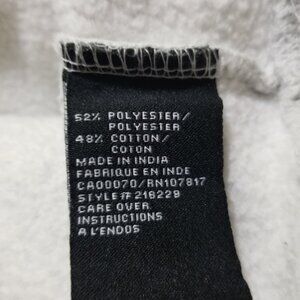 52% POLYESTER/
POLYESTER
48% COTTON/
COTON
MADE IN INDIA
FABRIQUE EN INDE
CA00070/RN107817
STYLE#216229
CARE OVER
INSTRUCTIONS
A L'ENDOS